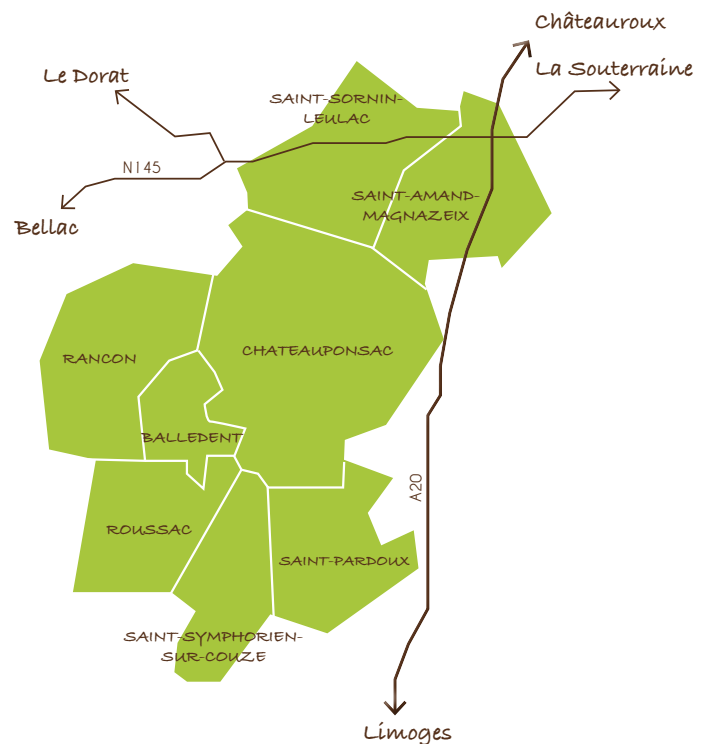 Châteauroux
La Souterraine
Le Dorat
SAINT-SORNIN-
LEULAC
N145
SAINT-AMAND-
MAGNAZEIX
Bellac
CHATEAUPONSAC
RANCON
BALLEDENT
A20
ROUSSAC
SAINT-PARDOUX
SAINT-SYMPHORIEN-
SUR-COUZE
Limoges